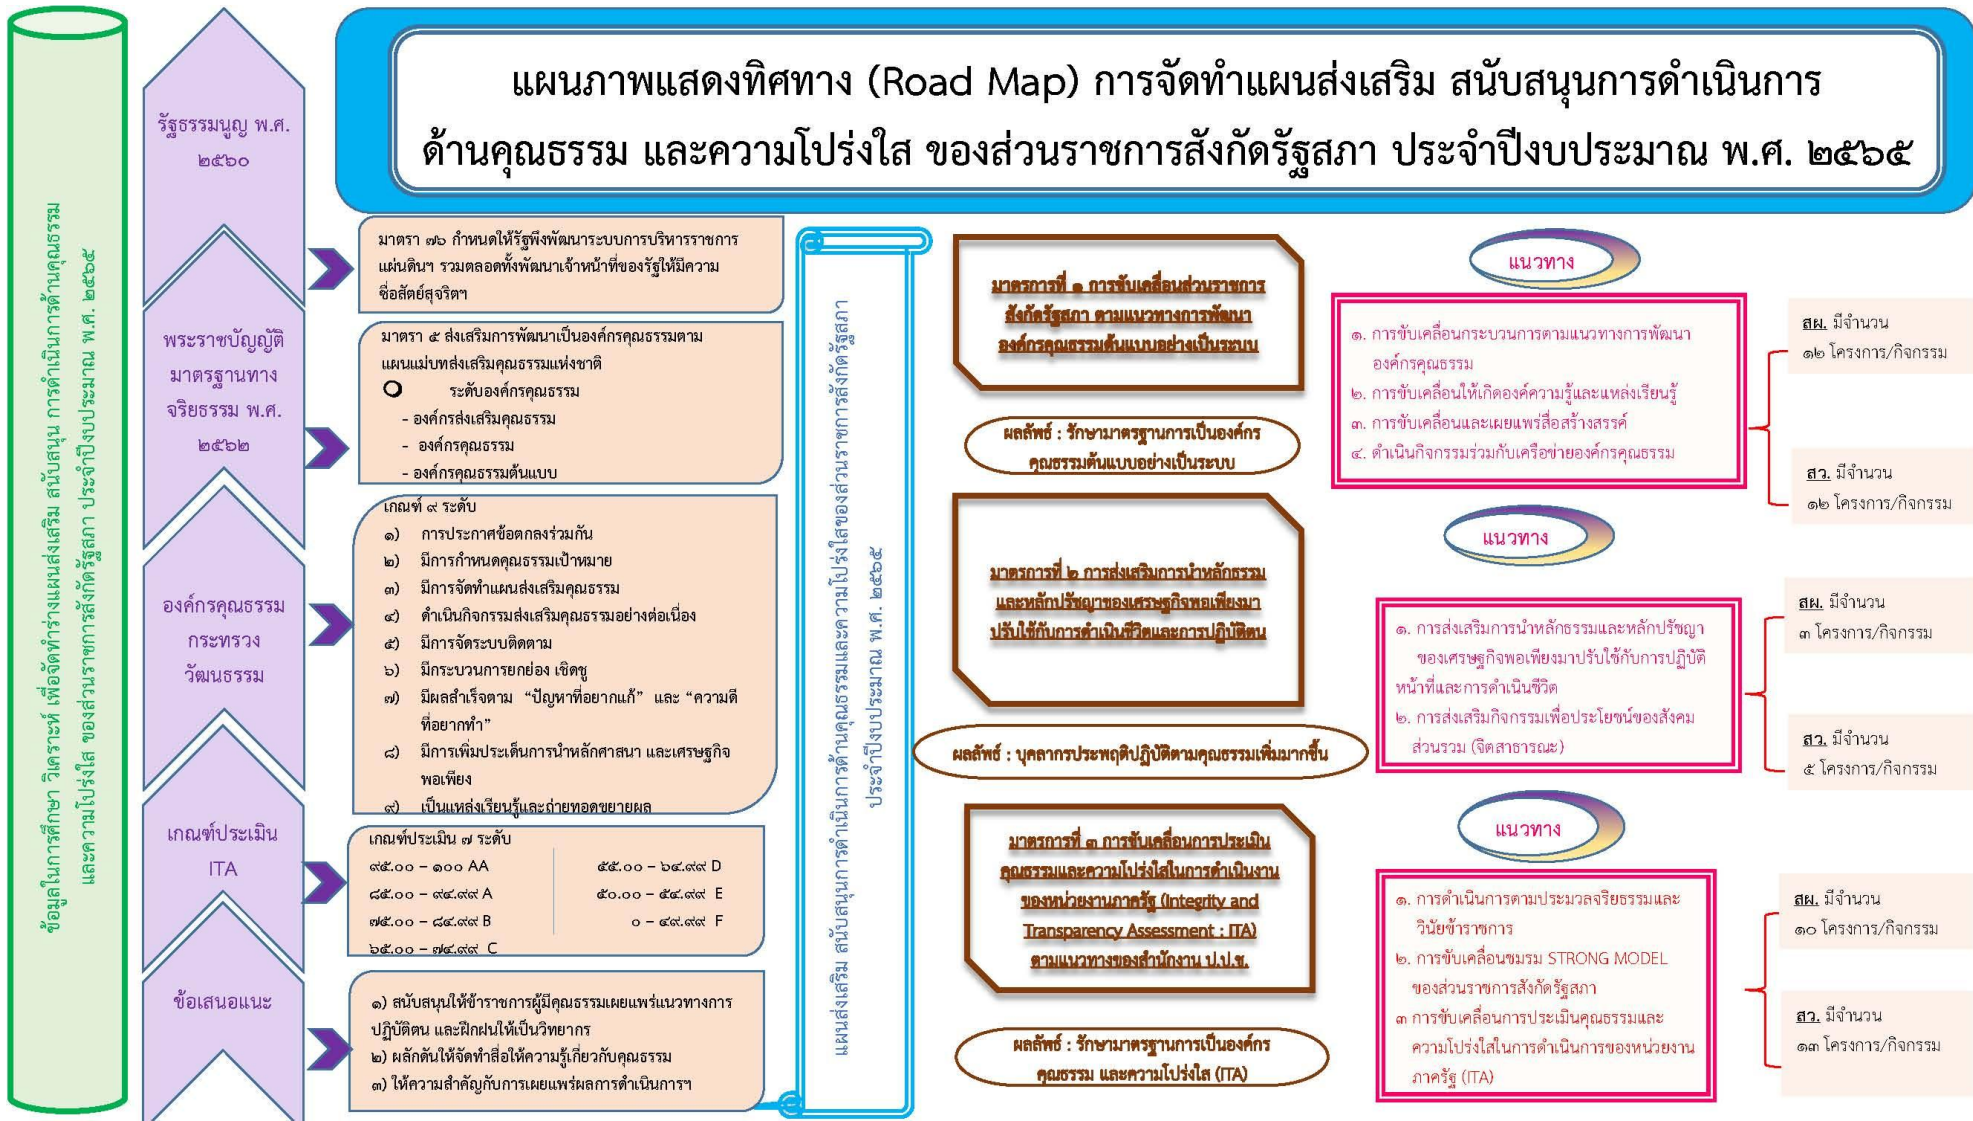 แผนภาพแสดงทิศทาง (Road Map) การจัดทำแผนส่งเสริม สนับสนุนการดำเนินการ
ด้านคุณธรรม และความโปร่งใส ของส่วนราชการสังกัดรัฐสภา ประจำปีงบประมาณ พ.ศ. ๒๕๖๕
ข้อมูลในการศึกษา วิเคราะห์ เพื่อจัดทำร่างแผนส่งเสริม สนับสนุน การดำเนินการด้านคุณธรรม
และความโปร่งใส ของส่วนราชการสังกัดรัฐสภา ประจำปีงบประมาณ พ.ศ. ๒๕๖๕
รัฐธรรมนูญ พ.ศ.
๒๕๖๐
พระราชบัญญัติ
มาตรฐานทาง
จริยธรรม พ.ศ.
๒๕๖๒
องค์กรคุณธรรม
กระทรวง
วัฒนธรรม
เกณฑ์ประเมิน
ITA
ข้อเสนอแนะ
มาตรา ๗๖ กำหนดให้รัฐพึงพัฒนาระบบการบริหารราชการ
แผ่นดินฯ รวมตลอดทั้งพัฒนาเจ้าหน้าที่ของรัฐให้มีความ
ซื่อสัตย์สุจริตฯ
มาตรา ๕ ส่งเสริมการพัฒนาเป็นองค์กรคุณธรรมตาม
แผนแม่บทส่งเสริมคุณธรรมแห่งชาติ
ระดับองค์กรคุณธรรม
- องค์กรส่งเสริมคุณธรรม
- องค์กรคุณธรรม
- องค์กรคุณธรรมต้นแบบ
เกณฑ์ ๙ ระดับ
๑) การประกาศข้อตกลงร่วมกัน
๒) มีการกำหนดคุณธรรมเป้าหมาย
๓) มีการจัดทำแผนส่งเสริมคุณธรรม
๔) ดำเนินกิจกรรมส่งเสริมคุณธรรมอย่างต่อเนื่อง
๕) มีการจัดระบบติดตาม
๖) มีกระบวนการยกย่อง เชิดชู
๗) มีผลสำเร็จตาม “ปัญหาที่อยากแก้” และ “ความดี
ที่อยากทำ”
๘) มีการเพิ่มประเด็นการนำหลักศาสนา และเศรษฐกิจ
พอเพียง
๙) เป็นแหล่งเรียนรู้และถ่ายทอดขยายผล
เกณฑ์ประเมิน ๗ ระดับ
๙๕.๐๐ – ๑๐๐ AA
๘๕.๐๐ – ๙๔.๙๙ A
๗๕.๐๐ – ๘๔.๙๙ B
๖๕.๐๐ – ๗๔.๙๙ C
๕๕.๐๐ – ๖๔.๙๙ D
๕๐.๐๐ – ๕๔.๙๙ E
๐ – ๔๙.๙๙ F
๑) สนับสนุนให้ข้าราชการผู้มีคุณธรรมเผยแพร่แนวทางการ
ปฏิบัติตน และฝึกฝนให้เป็นวิทยากร
๒) ผลักดันให้จัดทำสื่อให้ความรู้เกี่ยวกับคุณธรรม
๓) ให้ความสำคัญกับการเผยแพร่ผลการดำเนินการฯ
แผนส่งเสริม สนับสนุนการดำเนินการด้านคุณธรรมและความโปร่งใสของส่วนราชการสังกัดรัฐสภา
ประจำปีงบประมาณ พ.ศ. ๒๕๖๕
มาตรการที่ ๑ การขับเคลื่อนส่วนราชการ
สังกัดรัฐสภา ตามแนวทางการพัฒนา
องค์กรคุณธรรมต้นแบบอย่างเป็นระบบ
ผลลัพธ์ : รักษามาตรฐานการเป็นองค์กร
คุณธรรมต้นแบบอย่างเป็นระบบ
แนวทาง
๑. การขับเคลื่อนกระบวนการตามแนวทางการพัฒนา
องค์กรคุณธรรม
๒. การขับเคลื่อนให้เกิดองค์ความรู้และแหล่งเรียนรู้
๓. การขับเคลื่อนและเผยแพร่สื่อสร้างสรรค์
๔. ดำเนินกิจกรรมร่วมกับเครือข่ายองค์กรคุณธรรม
สผ. มีจำนวน
๑๒ โครงการ/กิจกรรม
สว. มีจำนวน
๑๒ โครงการ/กิจกรรม
มาตรการที่ ๒ การส่งเสริมการนำหลักธรรม
และหลักปรัชญาของเศรษฐกิจพอเพียงมา
ปรับใช้กับการดำเนินชีวิตและการปฏิบัติตน
ผลลัพธ์ : บุคลากรประพฤติปฏิบัติตามคุณธรรมเพิ่มมากขึ้น
แนวทาง
๑. การส่งเสริมการนำหลักธรรมและหลักปรัชญา
ของเศรษฐกิจพอเพียงมาปรับใช้กับการปฏิบัติ
หน้าที่และการดำเนินชีวิต
๒. การส่งเสริมกิจกรรมเพื่อประโยชน์ของสังคม
ส่วนรวม (จิตสาธารณะ)
สผ. มีจำนวน
๓ โครงการ/กิจกรรม
สว. มีจำนวน
๕ โครงการ/กิจกรรม
มาตรการที่ ๓ การขับเคลื่อนการประเมิน
คุณธรรมและความโปร่งใสในการดำเนินงาน
ของหน่วยงานภาครัฐ (Integrity and
Transparency Assessment : ITA)
ตามแนวทางของสำนักงาน ป.ป.ช.
ผลลัพธ์ : รักษามาตรฐานการเป็นองค์กร
คุณธรรม และความโปร่งใส (ITA)
แนวทาง
๑. การดำเนินการตามประมวลจริยธรรมและ
วินัยข้าราชการ
๒. การขับเคลื่อนชมรม STRONG MODEL
ของส่วนราชการสังกัดรัฐสภา
๓ การขับเคลื่อนการประเมินคุณธรรมและ
ความโปร่งใสในการดำเนินการของหน่วยงาน
ภาครัฐ (ITA)
สผ. มีจำนวน
๑๐ โครงการ/กิจกรรม
สว. มีจำนวน
๑๓ โครงการ/กิจกรรม